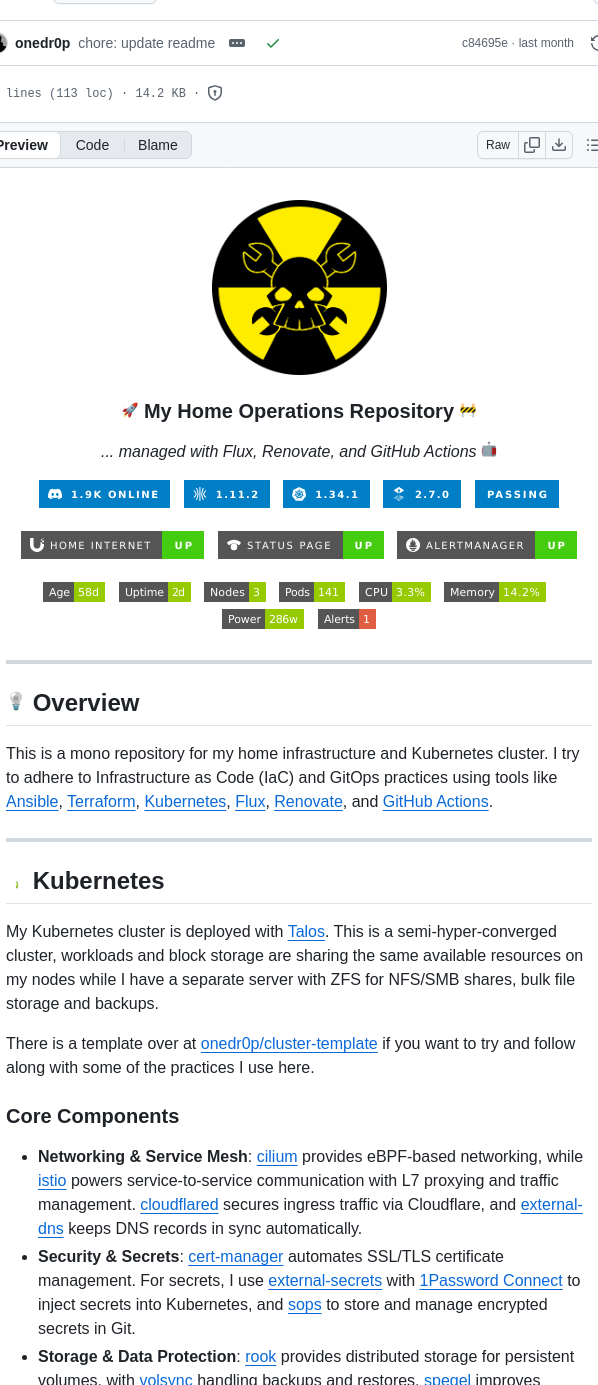 onedr0p chore: update readme c84695e · last month
lines (113 loc) · 14.2 KB ·
Preview Code Blame Raw
My Home Operations Repository
... managed with Flux, Renovate, and GitHub Actions
1.9K ONLINE 1.11.2 1.34.1 2.7.0 PASSING
HOME INTERNET UP STATUS PAGE UP ALERTMANAGER UP
Age 58d Uptime 2d Nodes 3 Pods 141 CPU 3.3% Memory 14.2%
Power 286w Alerts 1
Overview
This is a mono repository for my home infrastructure and Kubernetes cluster. I try
to adhere to Infrastructure as Code (IaC) and GitOps practices using tools like
Ansible, Terraform, Kubernetes, Flux, Renovate, and GitHub Actions.
Kubernetes
My Kubernetes cluster is deployed with Talos. This is a semi-hyper-converged
cluster, workloads and block storage are sharing the same available resources on
my nodes while I have a separate server with ZFS for NFS/SMB shares, bulk file
storage and backups.
There is a template over at onedr0p/cluster-template if you want to try and follow
along with some of the practices I use here.
Core Components
Networking & Service Mesh: cilium provides eBPF-based networking, while
istio powers service-to-service communication with L7 proxying and traffic
management. cloudflared secures ingress traffic via Cloudflare, and external-
dns keeps DNS records in sync automatically.
Security & Secrets: cert-manager automates SSL/TLS certificate
management. For secrets, I use external-secrets with 1Password Connect to
inject secrets into Kubernetes, and sops to store and manage encrypted
secrets in Git.
Storage & Data Protection: rook provides distributed storage for persistent
volumes, with volsync handling backups and restores. spegel improves